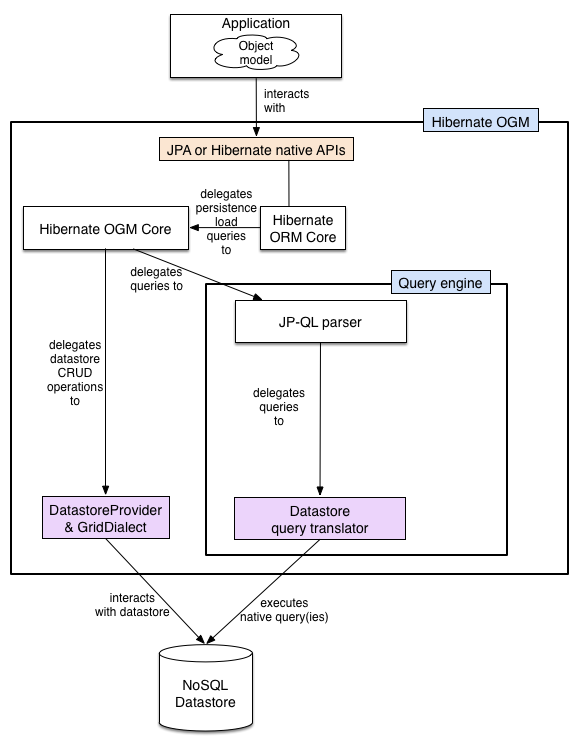 Application
Object
model
interacts
with
Hibernate OGM
JPA or Hibernate native APIs
delegates
persistence
load
queries
to
Hibernate OGM Core
Hibernate
ORM Core
delegates
queries to
Query engine
JP-QL parser
delegates
datastore
CRUD
operations
to
delegates
queries
to
DatastoreProvider
& GridDialect
Datastore
query translator
interacts
with datastore
executes
native query(ies)
NoSQL
Datastore